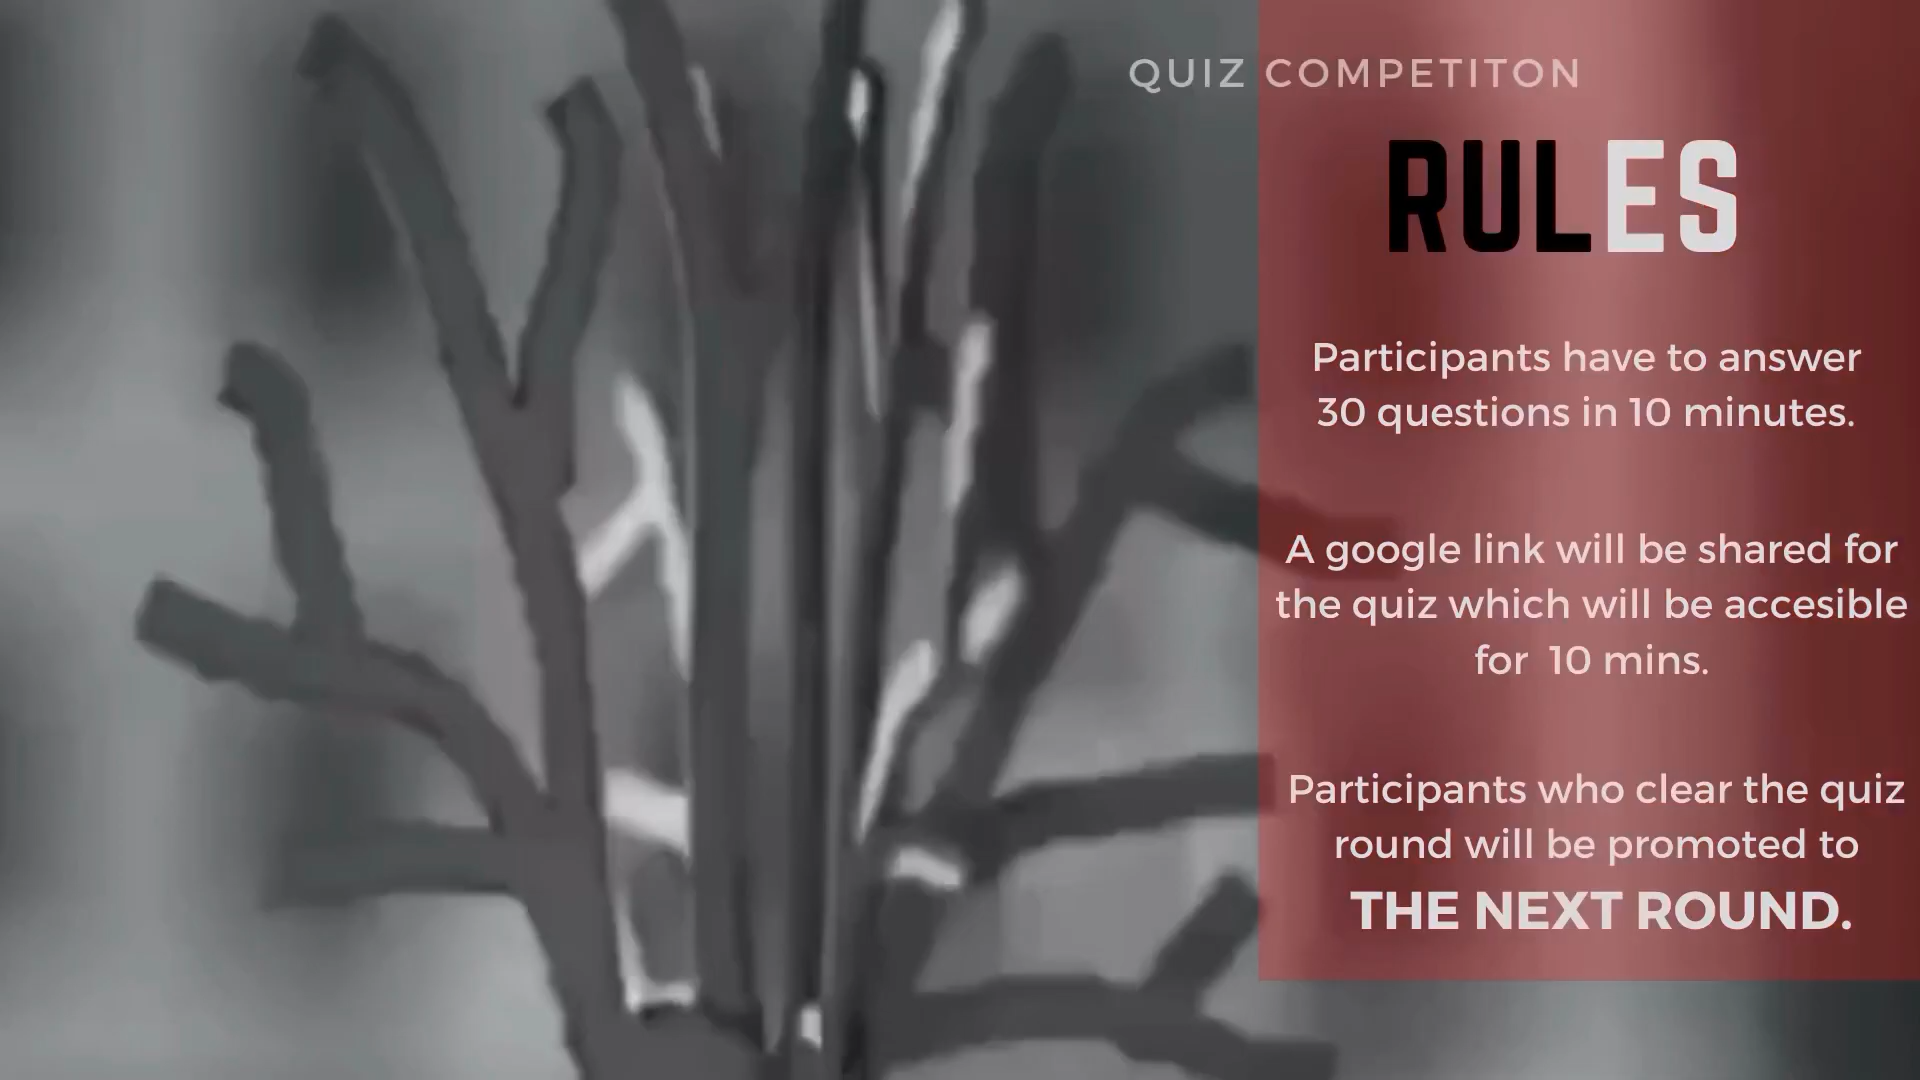 QUIZ COMPETITON
RULES
Participants have to answer
30 questions in 10 minutes.
A google link will be shared for
the quiz which will be accesible
for 10 mins.
Participants who clear the quiz
round will be promoted to
THE NEXT ROUND.